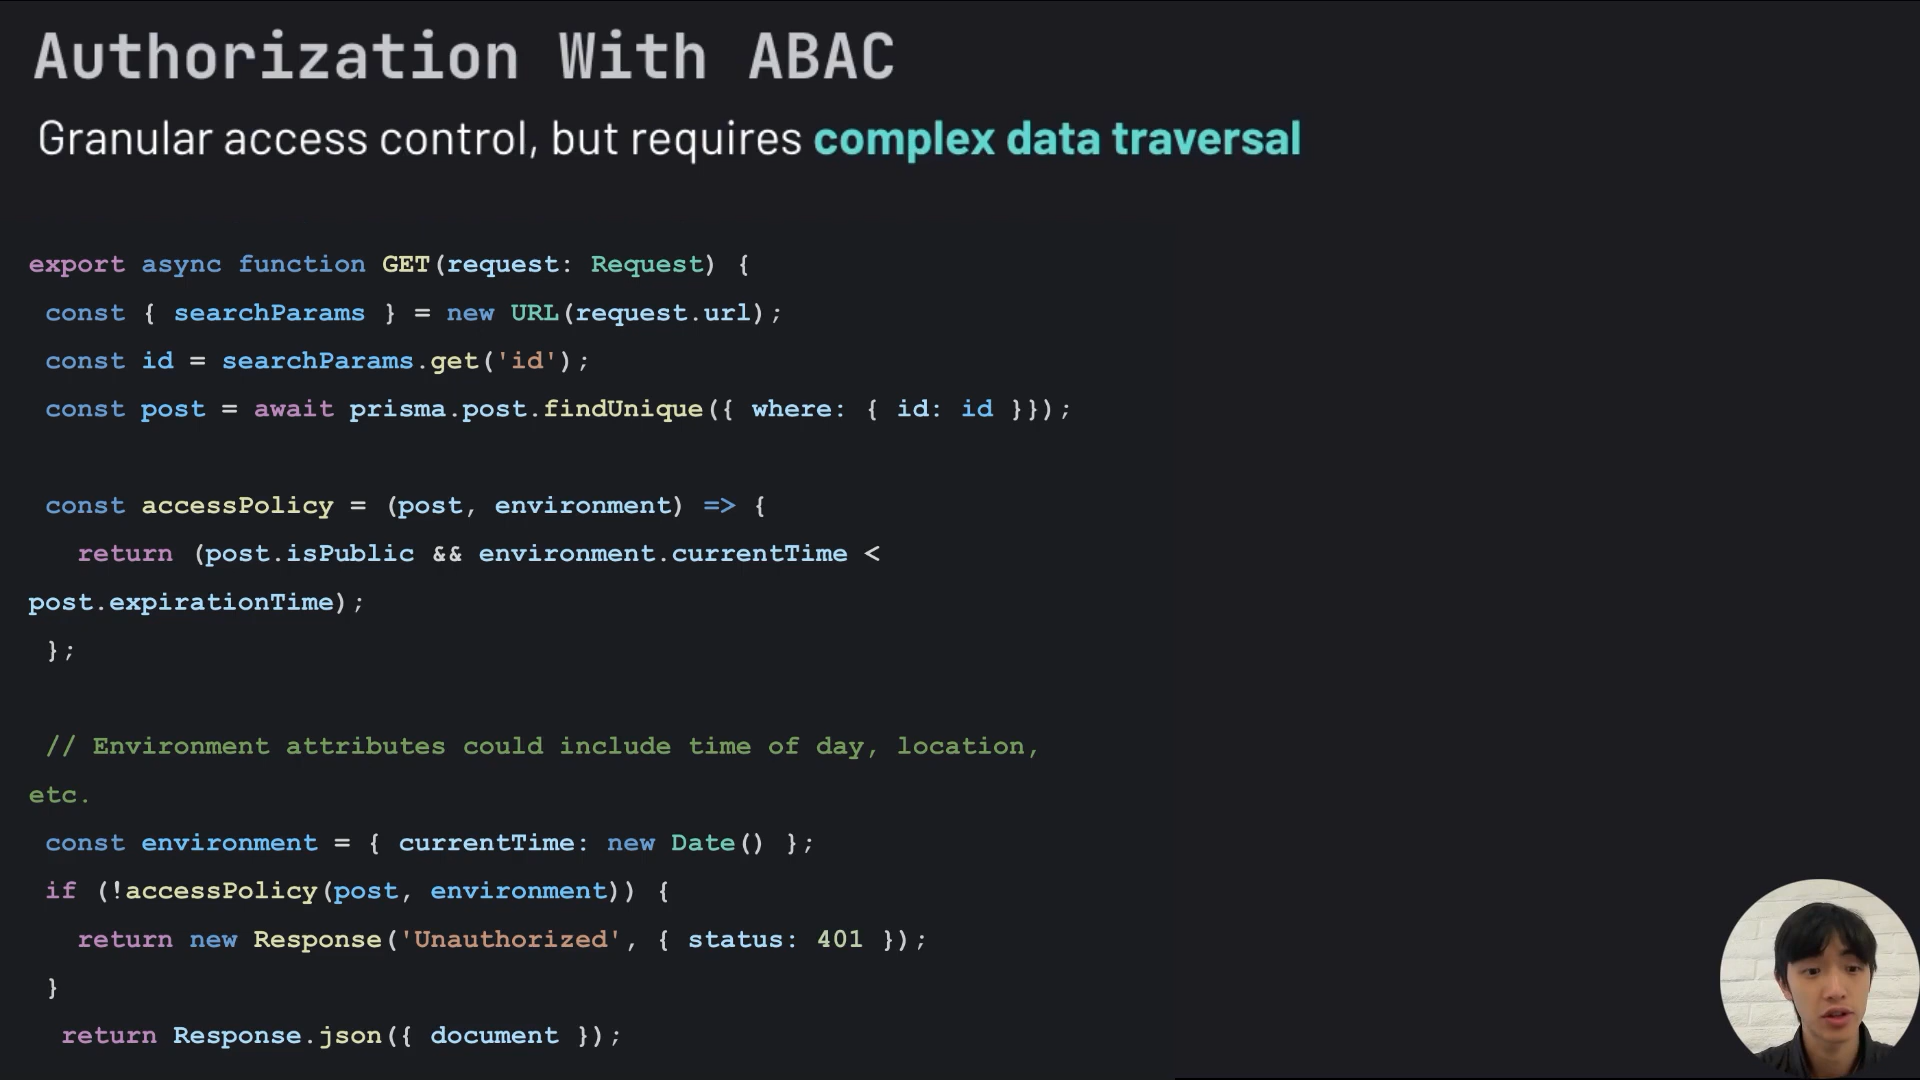 Authorization With ABAC
Granular access control, but requires complex data traversal
export async function GET(request: Request) {
const { searchParams } = new URL(request.url);
const id = searchParams.get('id');
const post = await prisma.post.findUnique({ where: { id: id }});
const accessPolicy = (post, environment) => {
return (post.isPublic && environment.currentTime <
post.expirationTime);
};
// Environment attributes could include time of day, location,
etc.
const environment = { currentTime: new Date() };
if (!accessPolicy(post, environment)) {
return new Response('Unauthorized', { status: 401 });
}
return Response.json({ document });